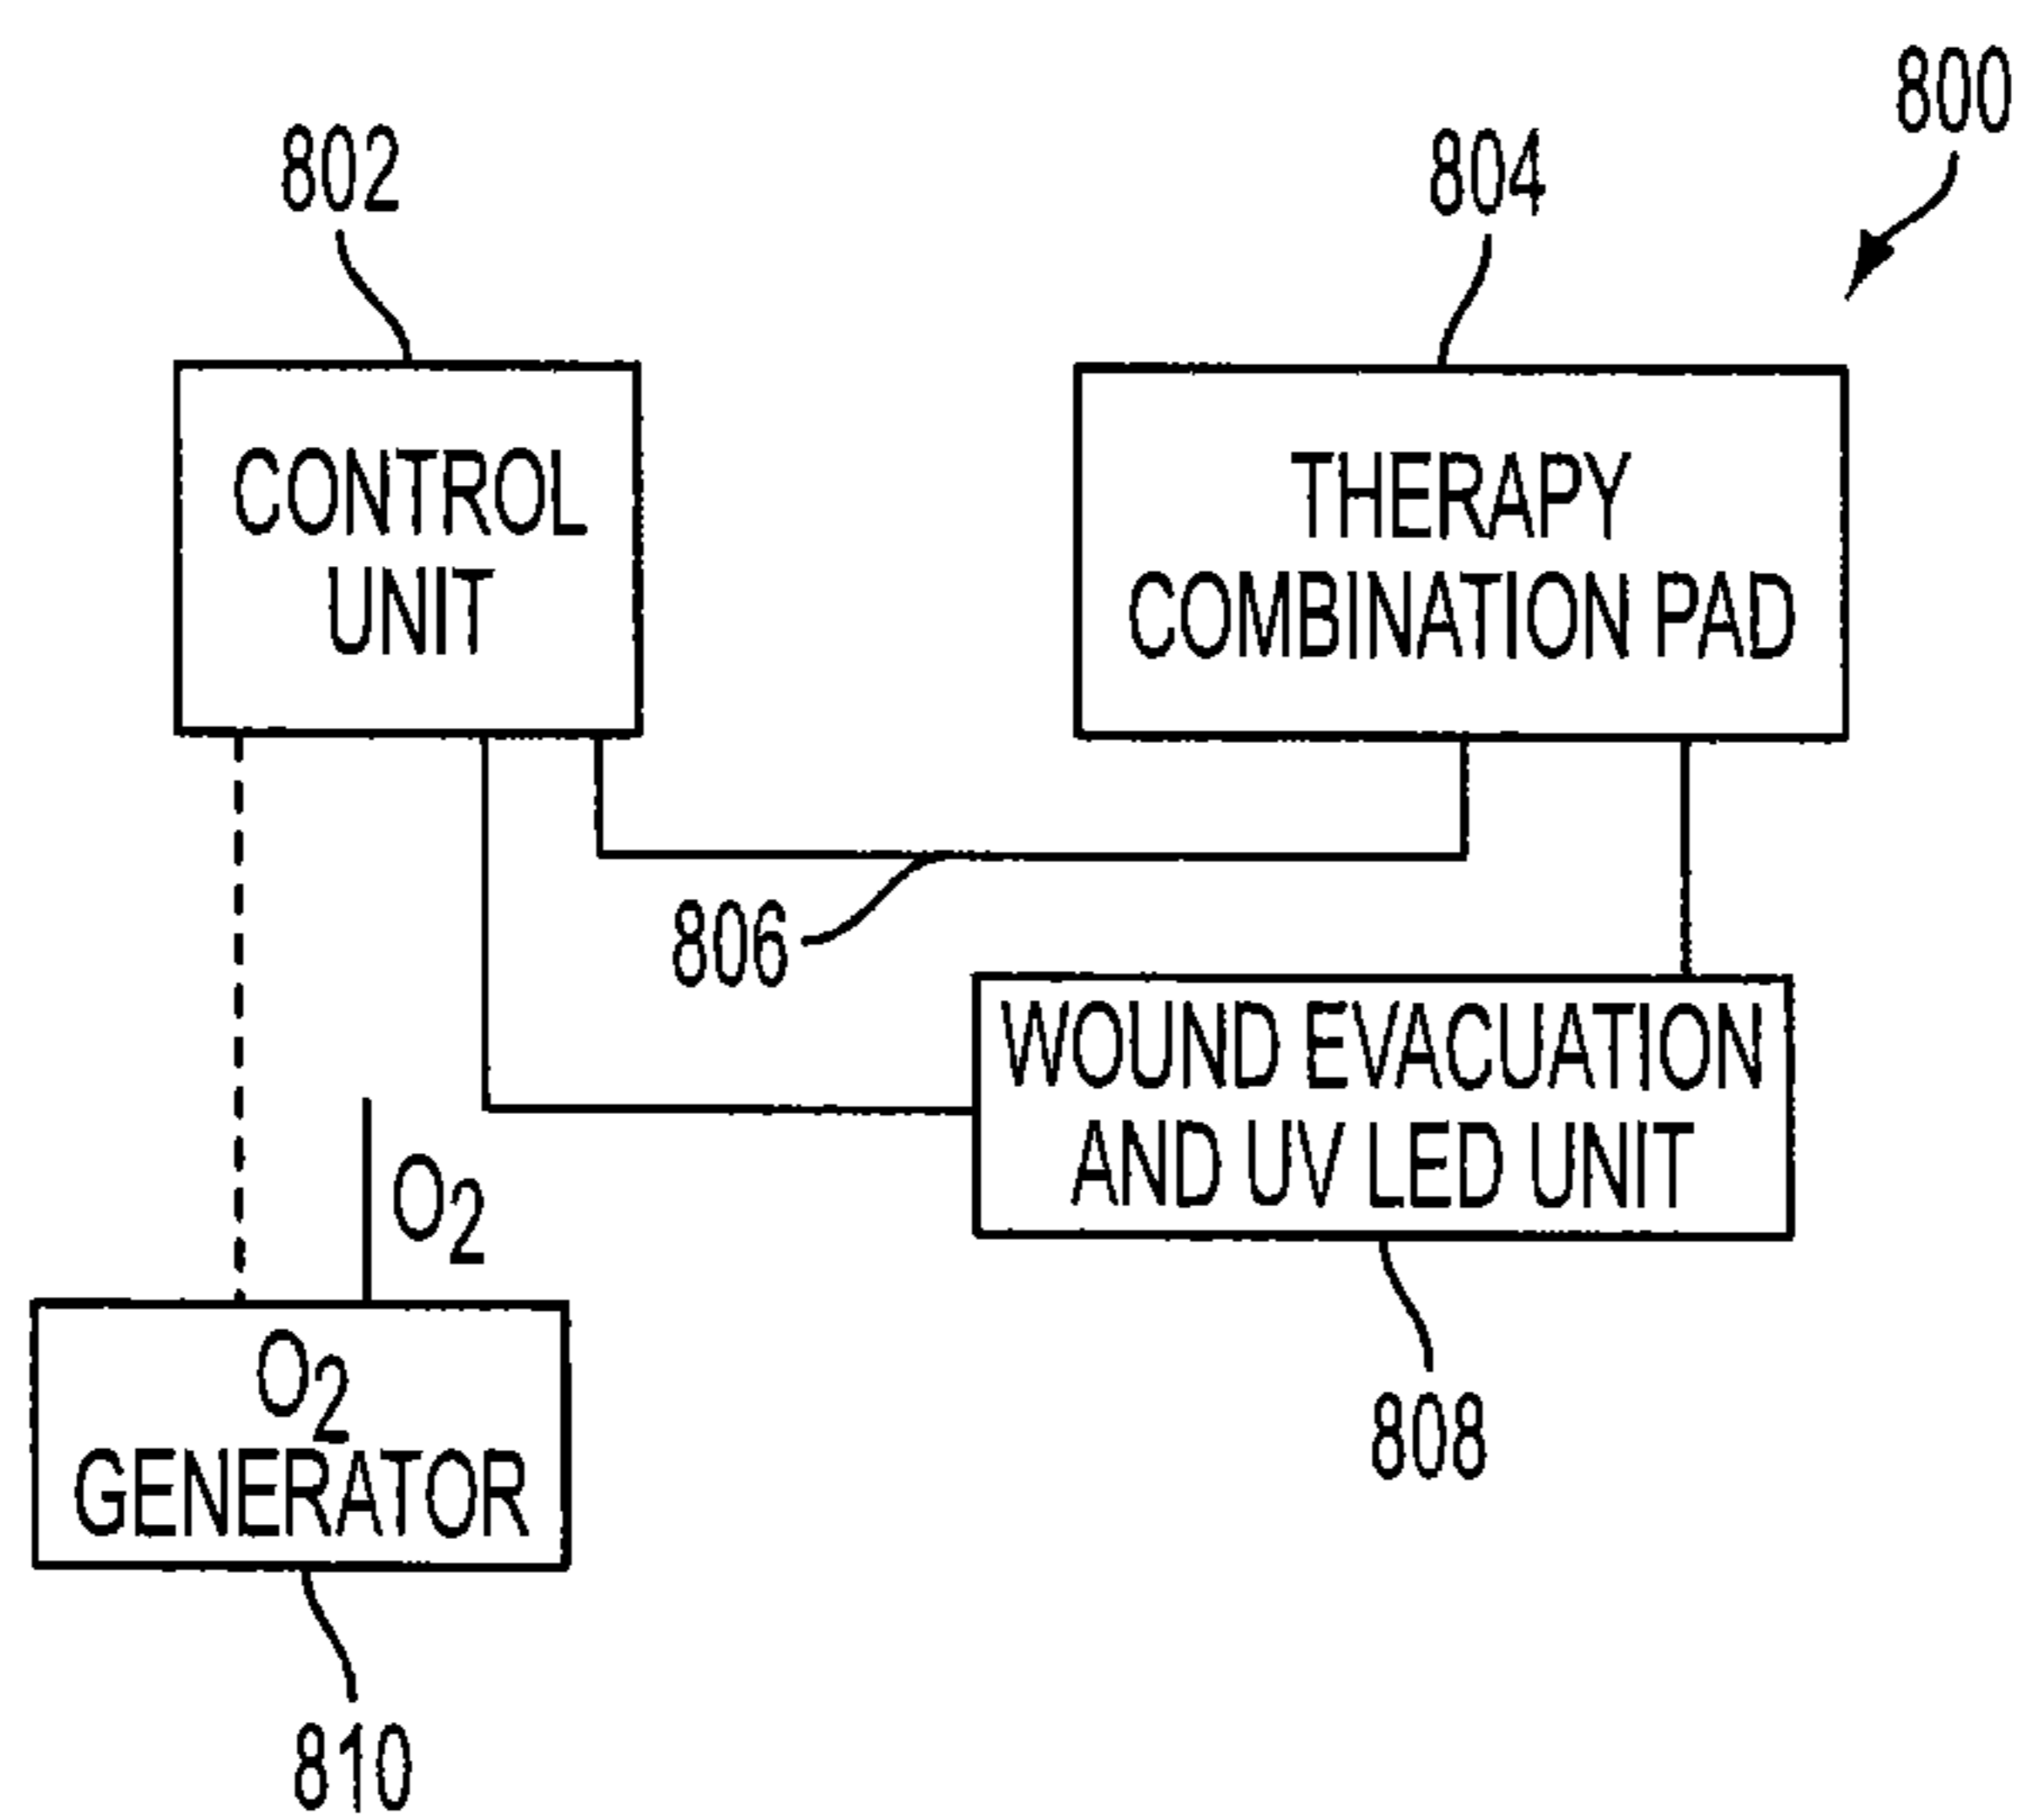 800
802
804
CONTROL
UNIT
THERAPY
COMBINATION PAD
806
WOUND EVACUATION
AND UV LED UNIT
O2
808
O2
GENERATOR
810